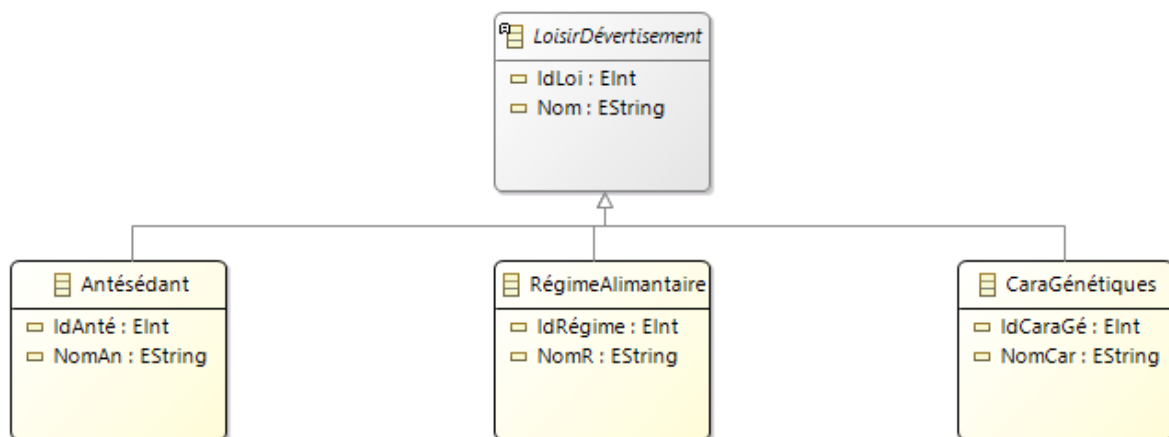 LoisirDévertisement
IdLoi : EInt
Nom : EString
Antésédant
IdAnté : EInt
NomAn : EString
RégimeAlimantaire
IdRégime : EInt
NomR : EString
CaraGénétiques
IdCaraGé : EInt
NomCar : EString